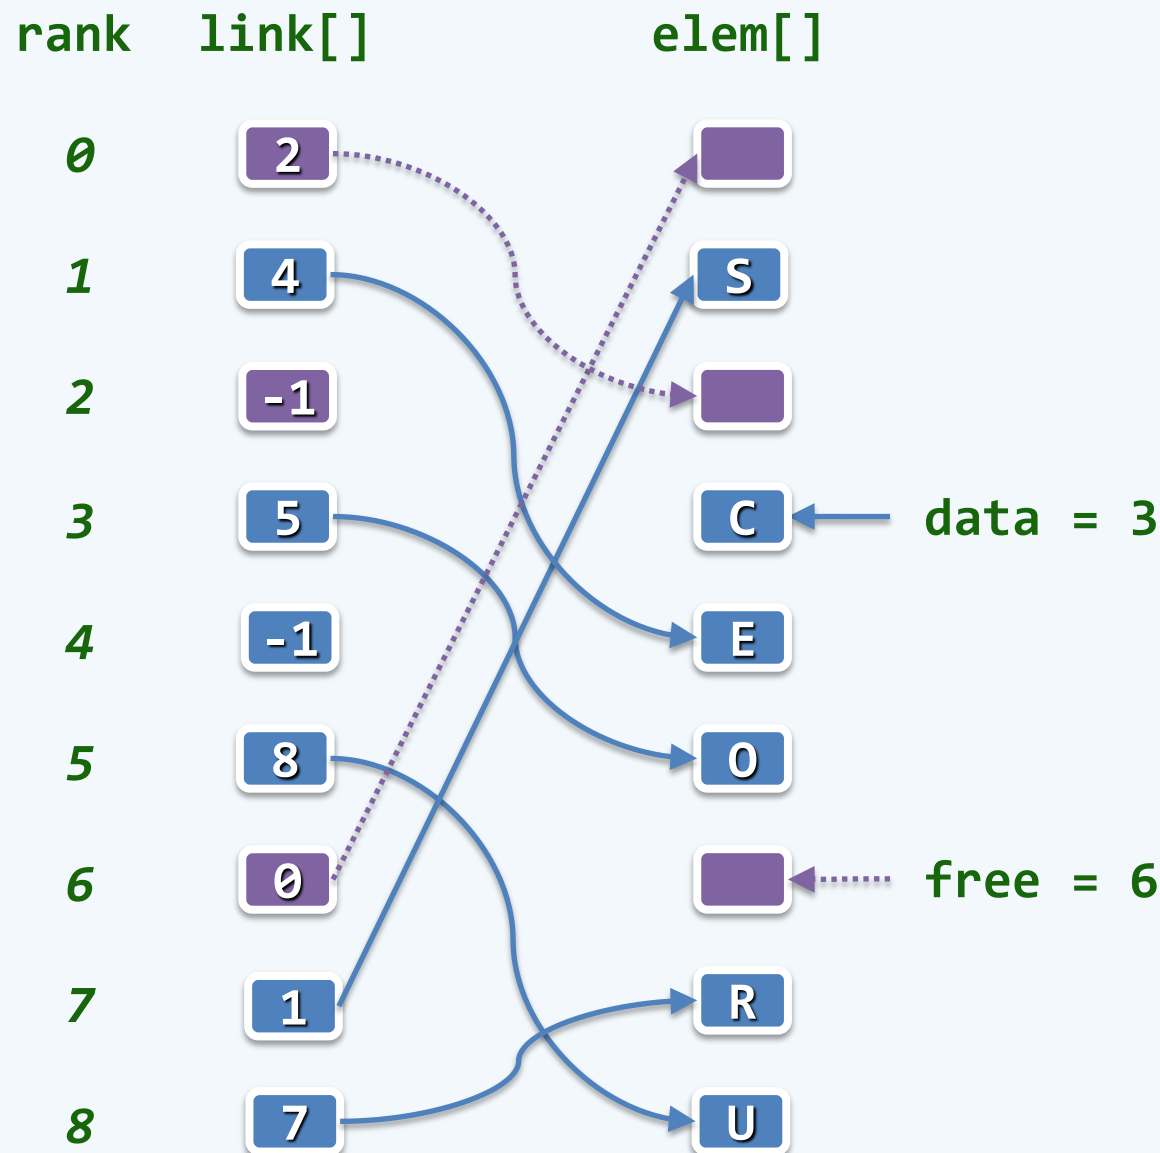 rank link[] elem[]
0 2
1 4 S
2 -1
3 5 C data = 3
4 -1 E
5 8 O
6 0 free = 6
7 1 R
8 7 U